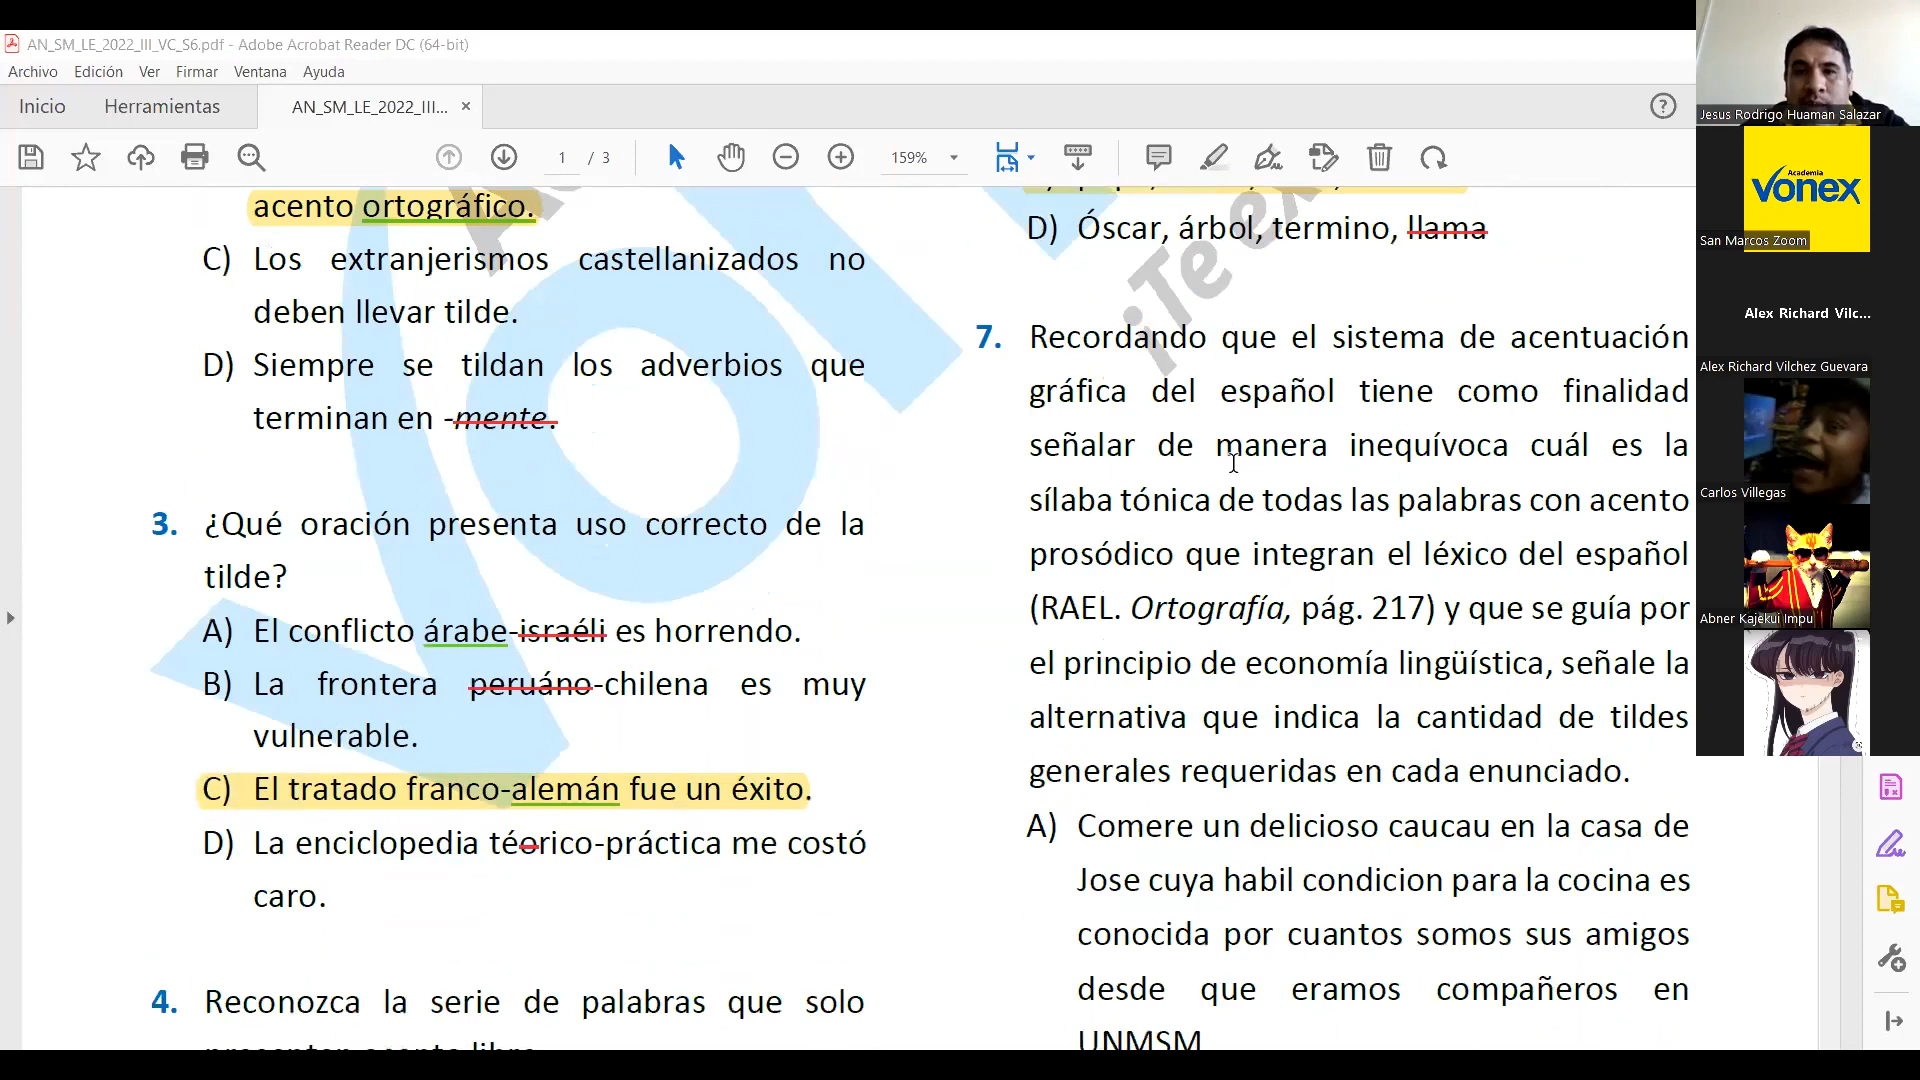 AN_SM_LE_2022_III_VC_S6.pdf - Adobe Acrobat Reader DC (64-bit)
Archivo Edición Ver Firmar Ventana Ayuda
Inicio Herramientas AN_SM_LE_2022_III... ×
1 / 3 159%
acento ortográfico.
C) Los extranjerismos castellanizados no
deben llevar tilde.
D) Siempre se tildan los adverbios que
terminan en -mente.
3. ¿Qué oración presenta uso correcto de la
tilde?
A) El conflicto árabe-israéli es horrendo.
B) La frontera peruáno-chilena es muy
vulnerable.
C) El tratado franco-alemán fue un éxito.
D) La enciclopedia téorico-práctica me costó
caro.
4. Reconozca la serie de palabras que solo
presentan acento libre
D) Óscar, árbol, termino, llama
7. Recordando que el sistema de acentuación
gráfica del español tiene como finalidad
señalar de manera inequívoca cuál es la
sílaba tónica de todas las palabras con acento
prosódico que integran el léxico del español
(RAEL. Ortografía, pág. 217) y que se guía por
el principio de economía lingüística, señale la
alternativa que indica la cantidad de tildes
generales requeridas en cada enunciado.
A) Comere un delicioso caucau en la casa de
Jose cuya habil condicion para la cocina es
conocida por cuantos somos sus amigos
desde que eramos compañeros en
UNMSM
¡Te
Jesus Rodrigo Huaman Salazar
Academia
vonex
San Marcos Zoom
Alex Richard Vilc...
Alex Richard Vilchez Guevara
Carlos Villegas
Abner Kajekui Impu